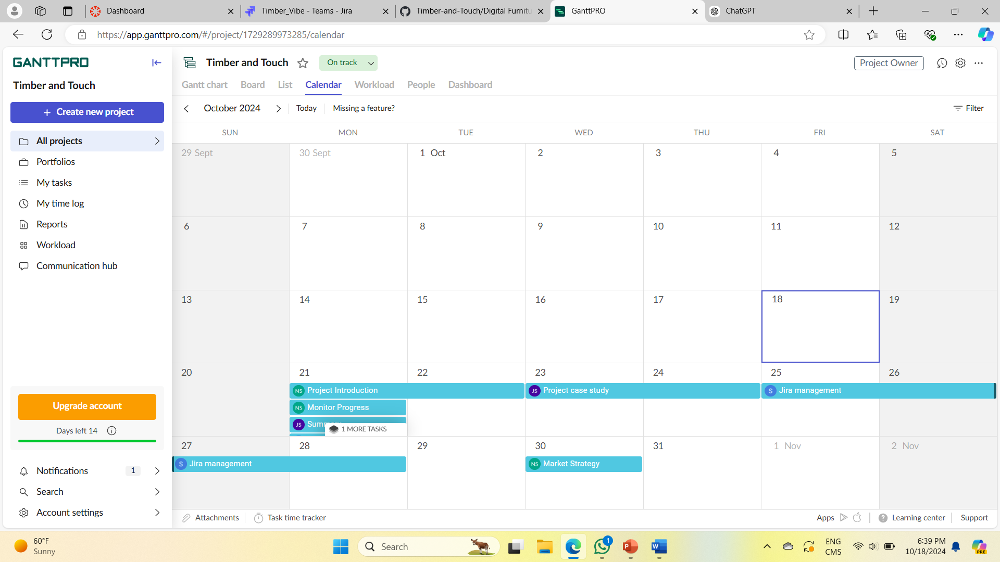 Dashboard
Timber_Vibe - Teams - Jira
Timber-and-Touch/Digital Furnitu
GanttPRO
ChatGPT
https://app.ganttpro.com/#/project/1729289973285/calendar
GANTTPRO
Timber and Touch
On track
Project Owner
Timber and Touch
Gantt chart Board List Calendar Workload People Dashboard
+ Create new project
October 2024 Today Missing a feature? Filter
SUN MON TUE WED THU FRI SAT
All projects
Portfolios
My tasks
My time log
Reports
Workload
Communication hub
29 Sept 30 Sept 1 Oct 2 3 4 5
6 7 8 9 10 11 12
13 14 15 16 17 18 19
20 21 22 23 24 25 26
NS Project Introduction JS Project case study S Jira management
NS Monitor Progress
JS Summ
1 MORE TASKS
27 28 29 30 31 1 Nov 2 Nov
S Jira management NS Market Strategy
Upgrade account
Days left 14
Notifications 1
Search
Account settings
Attachments Task time tracker Apps Learning center Support
60°F
Sunny
Search
1
ENG
CMS
6:39 PM
10/18/2024
PRE